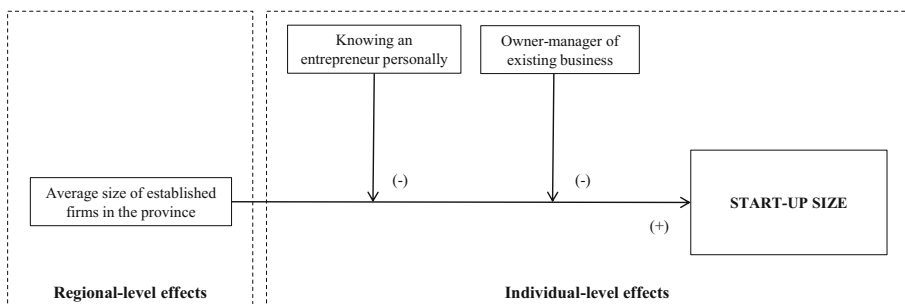 Knowing an
entrepreneur personally
Owner-manager of
existing business
(-)
(-)
Average size of established
firms in the province
START-UP SIZE
(+)
Regional-level effects
Individual-level effects